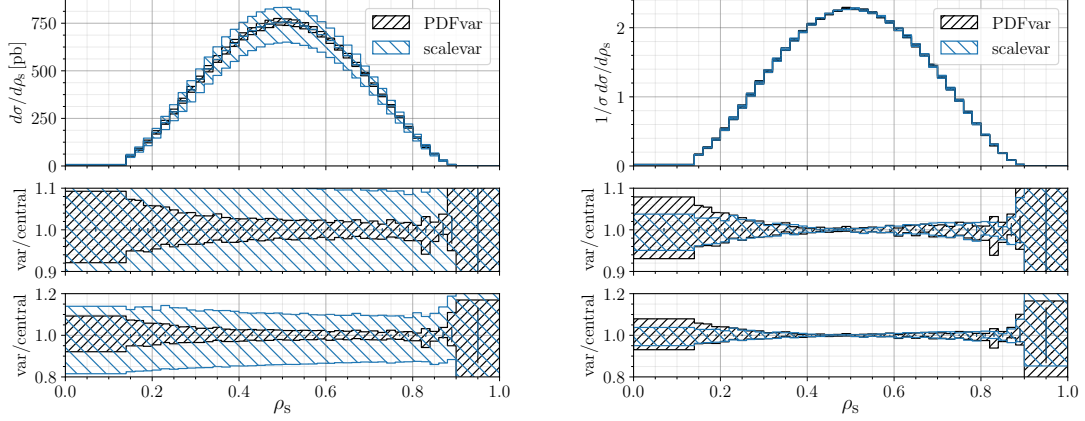 dσ/dρs [pb]
750
500
250
0
PDFvar
scalevar
var/central
1.1
1.0
0.9
var/central
1.2
1.0
0.8
0.0 0.2 0.4 0.6 0.8 1.0
ρs
1/σ dσ/dρs
2
1
0
PDFvar
scalevar
var/central
1.1
1.0
0.9
var/central
1.2
1.0
0.8
0.0 0.2 0.4 0.6 0.8 1.0
ρs